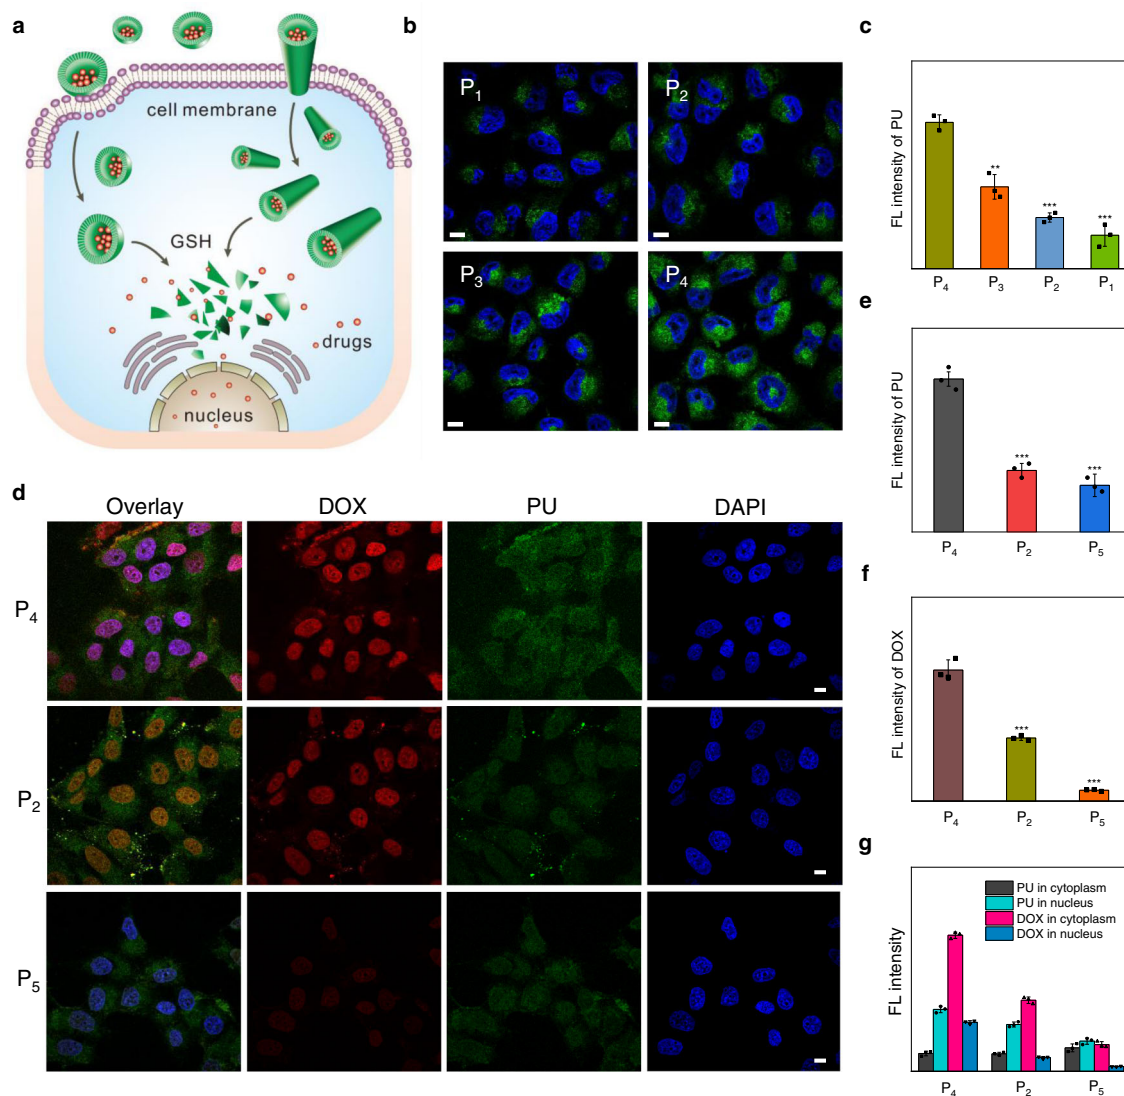 a
cell membrane
GSH
drugs
nucleus
b
P1
P2
P3
P4
c
FL intensity of PU
**
***
***
P4
P3
P2
P1
d
Overlay
DOX
PU
DAPI
P4
P2
P5
e
FL intensity of PU
***
***
P4
P2
P5
f
FL intensity of DOX
***
***
P4
P2
P5
g
FL intensity
PU in cytoplasm
PU in nucleus
DOX in cytoplasm
DOX in nucleus
P4
P2
P5